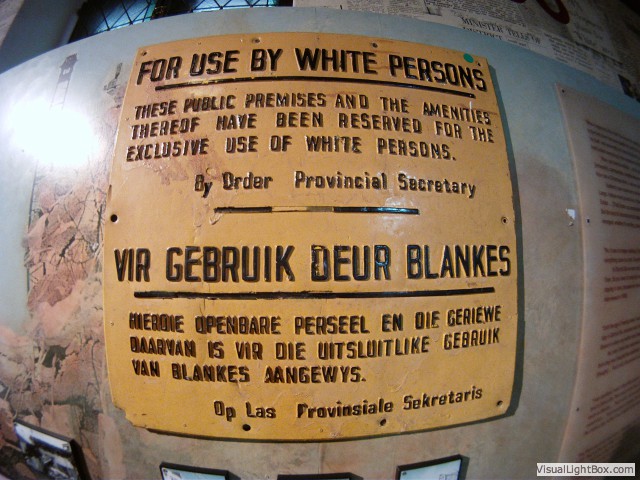 MINISTER
FOR USE BY WHITE PERSONS
THESE PUBLIC PREMISES AND THE AMENITIES
THEREOF HAVE BEEN RESERVED FOR THE
EXCLUSIVE USE OF WHITE PERSONS.
By Order Provincial Secretary
VIR GEBRUIK DEUR BLANKES
HIERDIE OPENBARE PERSEEL EN DIE GERIEWE
DAARVAN IS VIR DIE UITSLUITLIKE GEBRUIK
VAN BLANKES AANGEWYS.
Op Las Provinsiale Sekretaris
VisualLightBox.com